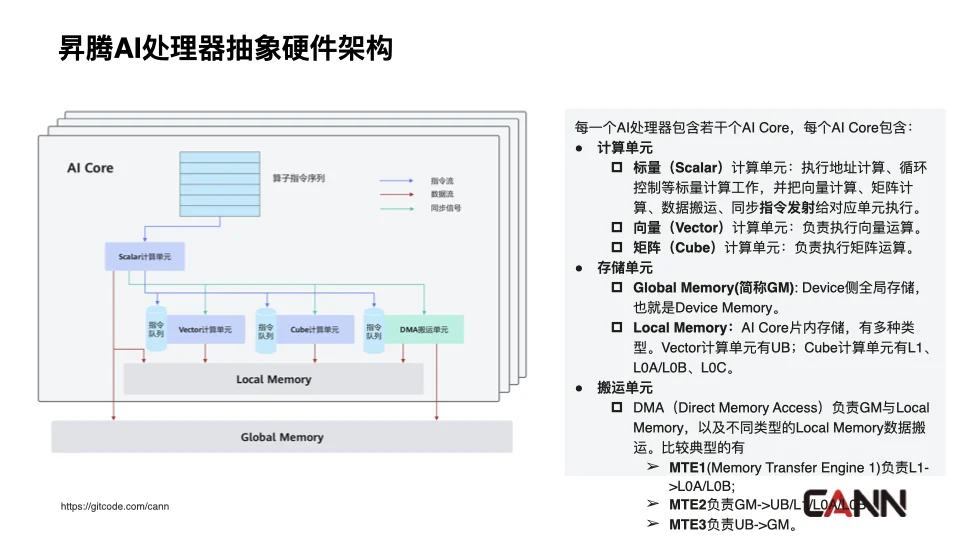 昇腾AI处理器抽象硬件架构
AI Core
算子指令序列
指令流
数据流
同步信号
Scalar计算单元
指令
队列
Vector计算单元
指令
队列
Cube计算单元
指令
队列
DMA搬运单元
Local Memory
Global Memory
https://gitcode.com/cann
每一个AI处理器包含若干个AI Core，每个AI Core包含：
● 计算单元
标量（Scalar）计算单元：执行地址计算、循环
控制等标量计算工作，并把向量计算、矩阵计
算、数据搬运、同步指令发射给对应单元执行。
向量（Vector）计算单元：负责执行向量运算。
矩阵（Cube）计算单元：负责执行矩阵运算。
● 存储单元
Global Memory(简称GM): Device侧全局存储，
也就是Device Memory。
Local Memory：AI Core片内存储，有多种类
型。Vector计算单元有UB；Cube计算单元有L1、
L0A/L0B、L0C。
● 搬运单元
DMA（Direct Memory Access）负责GM与Local
Memory，以及不同类型的Local Memory数据搬
运。比较典型的有
➢ MTE1(Memory Transfer Engine 1)负责L1-
>L0A/L0B;
➢ MTE2负责GM->UB/L1/L0A/L0B
➢ MTE3负责UB->GM。
CANN